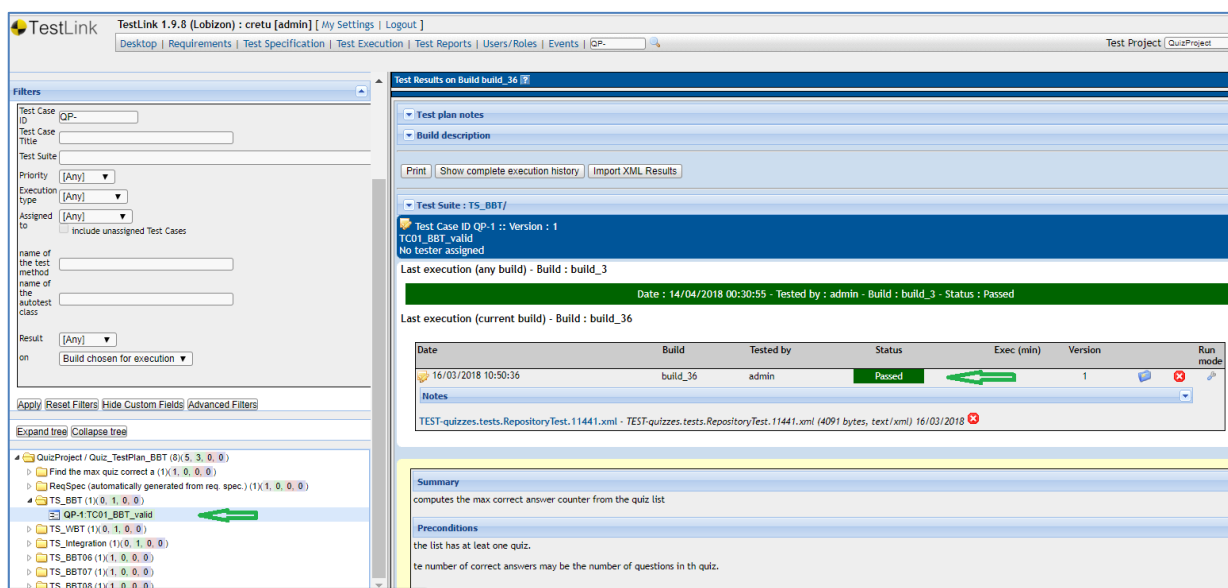 TestLink
TestLink 1.9.8 (Lobizon) : cretu [admin] [ My Settings | Logout ]
Desktop | Requirements | Test Specification | Test Execution | Test Reports | Users/Roles | Events | QP-
Test Project QuizProject
Filters
Test Case ID QP-
Test Case Title
Test Suite
Priority [Any]
Execution type [Any]
Assigned to [Any]
include unassigned Test Cases
name of the test method
name of the autotest class
Result [Any]
on Build chosen for execution
Apply Reset Filters Hide Custom Fields Advanced Filters
Expand tree Collapse tree
QuizProject / Quiz_TestPlan_BBT (8)(5, 3, 0, 0)
Find the max quiz correct a (1)(1, 0, 0, 0)
ReqSpec (automatically generated from req. spec.) (1)(1, 0, 0, 0)
TS_BBT (1)(0, 1, 0, 0)
QP-1:TC01_BBT_valid
TS_WBT (1)(0, 1, 0, 0)
TS_Integration (1)(0, 1, 0, 0)
TS_BBT06 (1)(1, 0, 0, 0)
TS_BBT07 (1)(1, 0, 0, 0)
TS_BBT08 (1)(1, 0, 0, 0)
Test Results on Build build_36 ?
Test plan notes
Build description
Print Show complete execution history Import XML Results
Test Suite : TS_BBT/
Test Case ID QP-1 :: Version : 1
TC01_BBT_valid
No tester assigned
Last execution (any build) - Build : build_3
Date : 14/04/2018 00:30:55 - Tested by : admin - Build : build_3 - Status : Passed
Last execution (current build) - Build : build_36
Date Build Tested by Status Exec (min) Version Run mode
16/03/2018 10:50:36 build_36 admin Passed 1
Notes
TEST-quizzes.tests.RepositoryTest.11441.xml - TEST-quizzes.tests.RepositoryTest.11441.xml (4091 bytes, text/xml) 16/03/2018
Summary
computes the max correct answer counter from the quiz list
Preconditions
the list has at leat one quiz.
te number of correct answers may be the number of questions in th quiz.